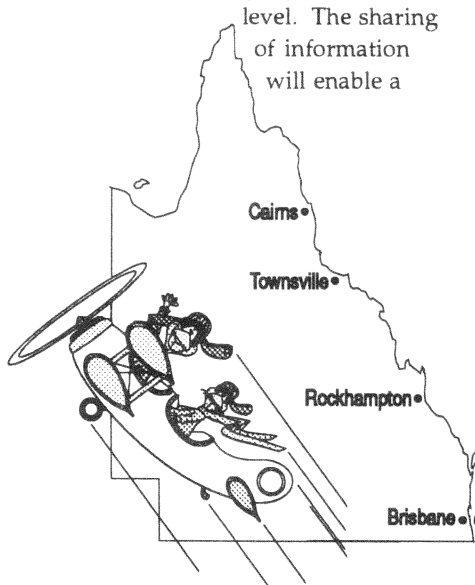 level. The sharing
of information
will enable a
Cairns
Townsville
Rockhampton
Brisbane